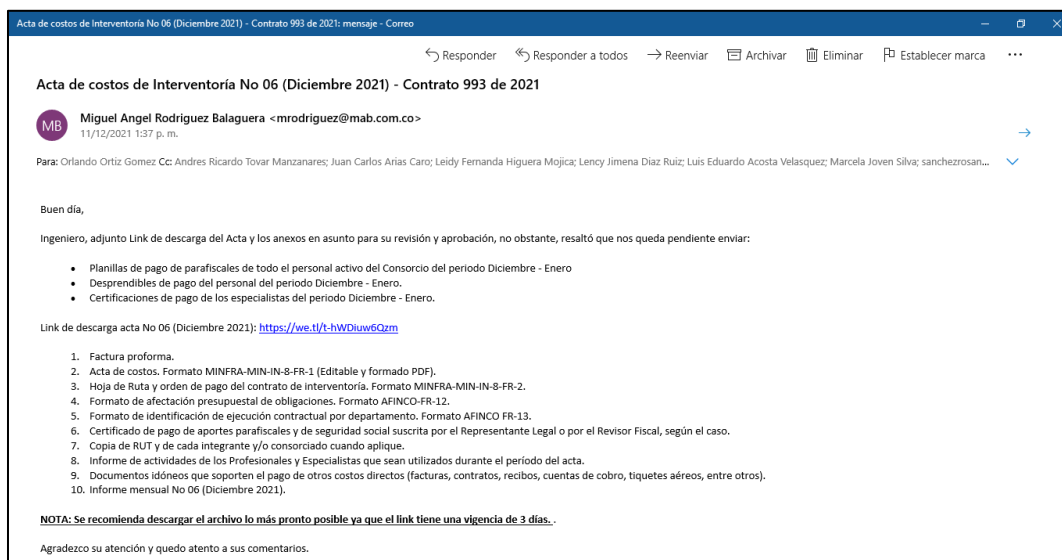 Acta de costos de Interventoría No 06 (Diciembre 2021) - Contrato 993 de 2021: mensaje - Correo
Responder Responder a todos Reenviar Archivar Eliminar Establecer marca
Acta de costos de Interventoría No 06 (Diciembre 2021) - Contrato 993 de 2021
MB
Miguel Angel Rodriguez Balaguera <mrodriguez@mab.com.co>
11/12/2021 1:37 p. m.
Para: Orlando Ortiz Gomez Cc: Andres Ricardo Tovar Manzanares; Juan Carlos Arias Caro; Leidy Fernanda Higuera Mojica; Lency Jimena Diaz Ruiz; Luis Eduardo Acosta Velasquez; Marcela Joven Silva; sanchezrosan...
Buen día,
Ingeniero, adjunto Link de descarga del Acta y los anexos en asunto para su revisión y aprobación, no obstante, resaltó que nos queda pendiente enviar:
• Planillas de pago de parafiscales de todo el personal activo del Consorcio del periodo Diciembre - Enero
• Desprendibles de pago del personal del periodo Diciembre - Enero.
• Certificaciones de pago de los especialistas del periodo Diciembre - Enero.
Link de descarga acta No 06 (Diciembre 2021): https://we.tl/t-hWDiuw6Qzm
1. Factura proforma.
2. Acta de costos. Formato MINFRA-MIN-IN-8-FR-1 (Editable y formado PDF).
3. Hoja de Ruta y orden de pago del contrato de interventoría. Formato MINFRA-MIN-IN-8-FR-2.
4. Formato de afectación presupuestal de obligaciones. Formato AFINCO-FR-12.
5. Formato de identificación de ejecución contractual por departamento. Formato AFINCO FR-13.
6. Certificado de pago de aportes parafiscales y de seguridad social suscrita por el Representante Legal o por el Revisor Fiscal, según el caso.
7. Copia de RUT y de cada integrante y/o consorciado cuando aplique.
8. Informe de actividades de los Profesionales y Especialistas que sean utilizados durante el período del acta.
9. Documentos idóneos que soporten el pago de otros costos directos (facturas, contratos, recibos, cuentas de cobro, tiquetes aéreos, entre otros).
10. Informe mensual No 06 (Diciembre 2021).
NOTA: Se recomienda descargar el archivo lo más pronto posible ya que el link tiene una vigencia de 3 días. .
Agradezco su atención y quedo atento a sus comentarios.